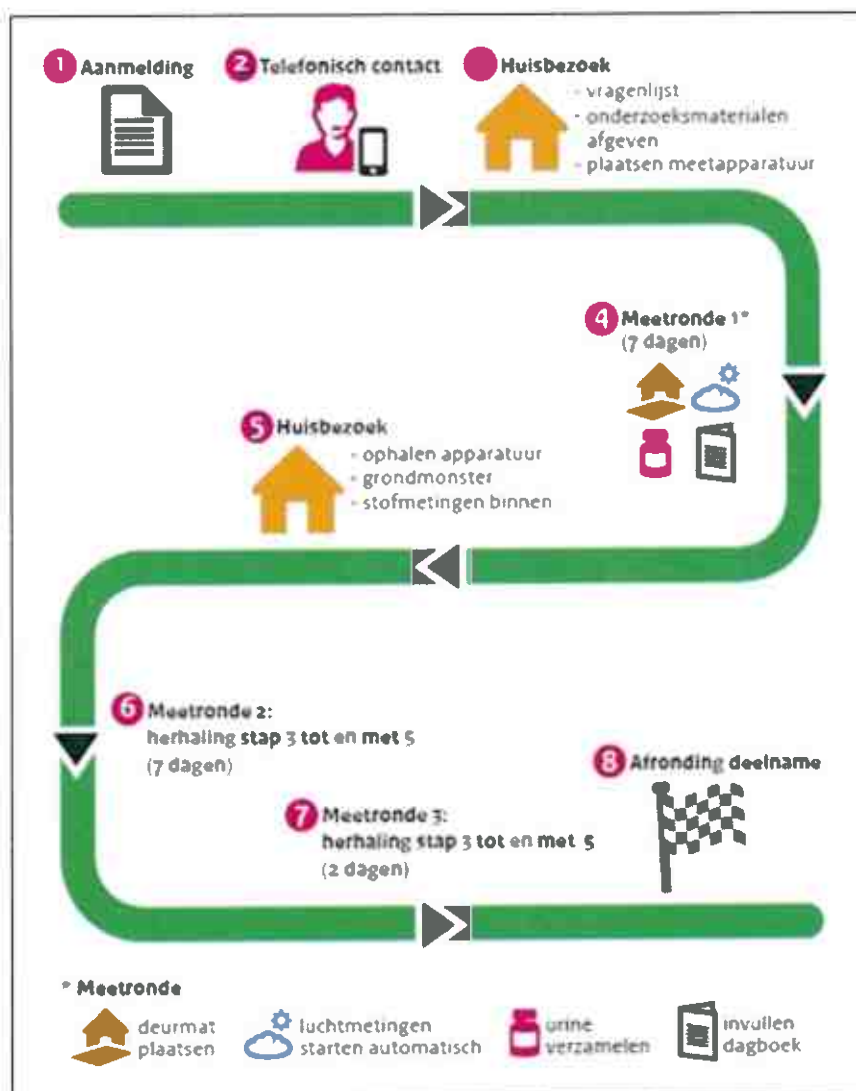 1 Aanmelding
2 Telefonisch contact
Huisbezoek
- vragenlijst
- onderzoeksmaterialen
afgeven
- plaatsen meetapparatuur
4 Meetronde 1*
(7 dagen)
5 Huisbezoek
- ophalen apparatuur
- grondmonster
- stofmetingen binnen
6 Meetronde 2:
herhaling stap 3 tot en met 5
(7 dagen)
7 Meetronde 3:
herhaling stap 3 tot en met 5
(2 dagen)
8 Afronding deelname
* Meetronde
deurmat
plaatsen
luchtmetingen
starten automatisch
urine
verzamelen
invullen
dagboek